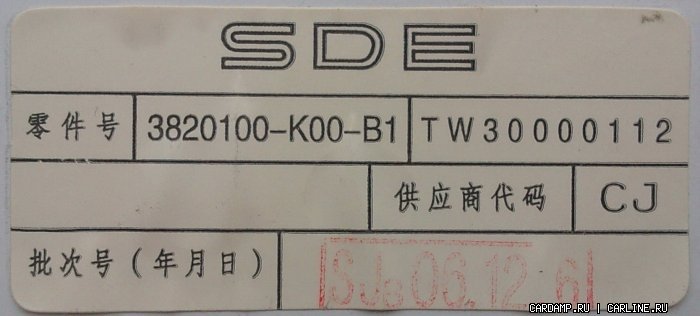 SDE
零件号 3820100-K00-B1 TW30000112
供应商代码 CJ
批次号(年月日) SJB 06.12 6
CARDAMP.RU | CARLINE.RU